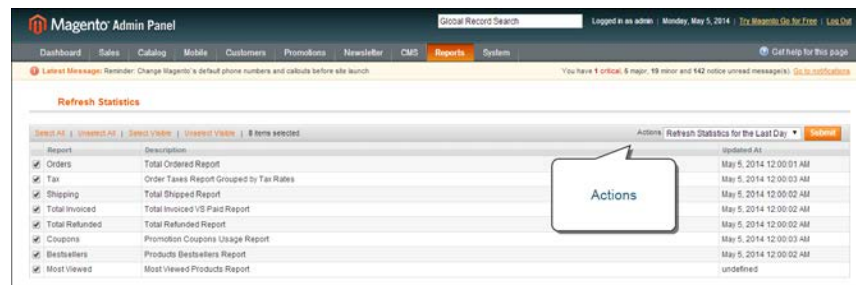 Magento® Admin Panel
Global Record Search
Logged in as admin | Monday, May 5, 2014 | Try Magento Go for Free | Log Out
Dashboard Sales Catalog Mobile Customers Promotions Newsletter CMS Reports System
Get help for this page
Latest Message: Reminder: Change Magento's default phone numbers and callouts before site launch
You have 1 critical, 5 major, 19 minor and 142 notice unread message(s). Go to notifications
Refresh Statistics
Select All | Unselect All | Select Visible | Unselect Visible | 8 items selected
Actions Refresh Statistics for the Last Day Submit
Report Description Updated At
Orders Total Ordered Report May 5, 2014 12:00:01 AM
Tax Order Taxes Report Grouped by Tax Rates May 5, 2014 12:00:03 AM
Shipping Total Shipped Report May 5, 2014 12:00:02 AM
Total Invoiced Total Invoiced VS Paid Report May 5, 2014 12:00:02 AM
Total Refunded Total Refunded Report May 5, 2014 12:00:02 AM
Coupons Promotion Coupons Usage Report May 5, 2014 12:00:03 AM
Bestsellers Products Bestsellers Report May 5, 2014 12:00:02 AM
Most Viewed Most Viewed Products Report undefined
Actions